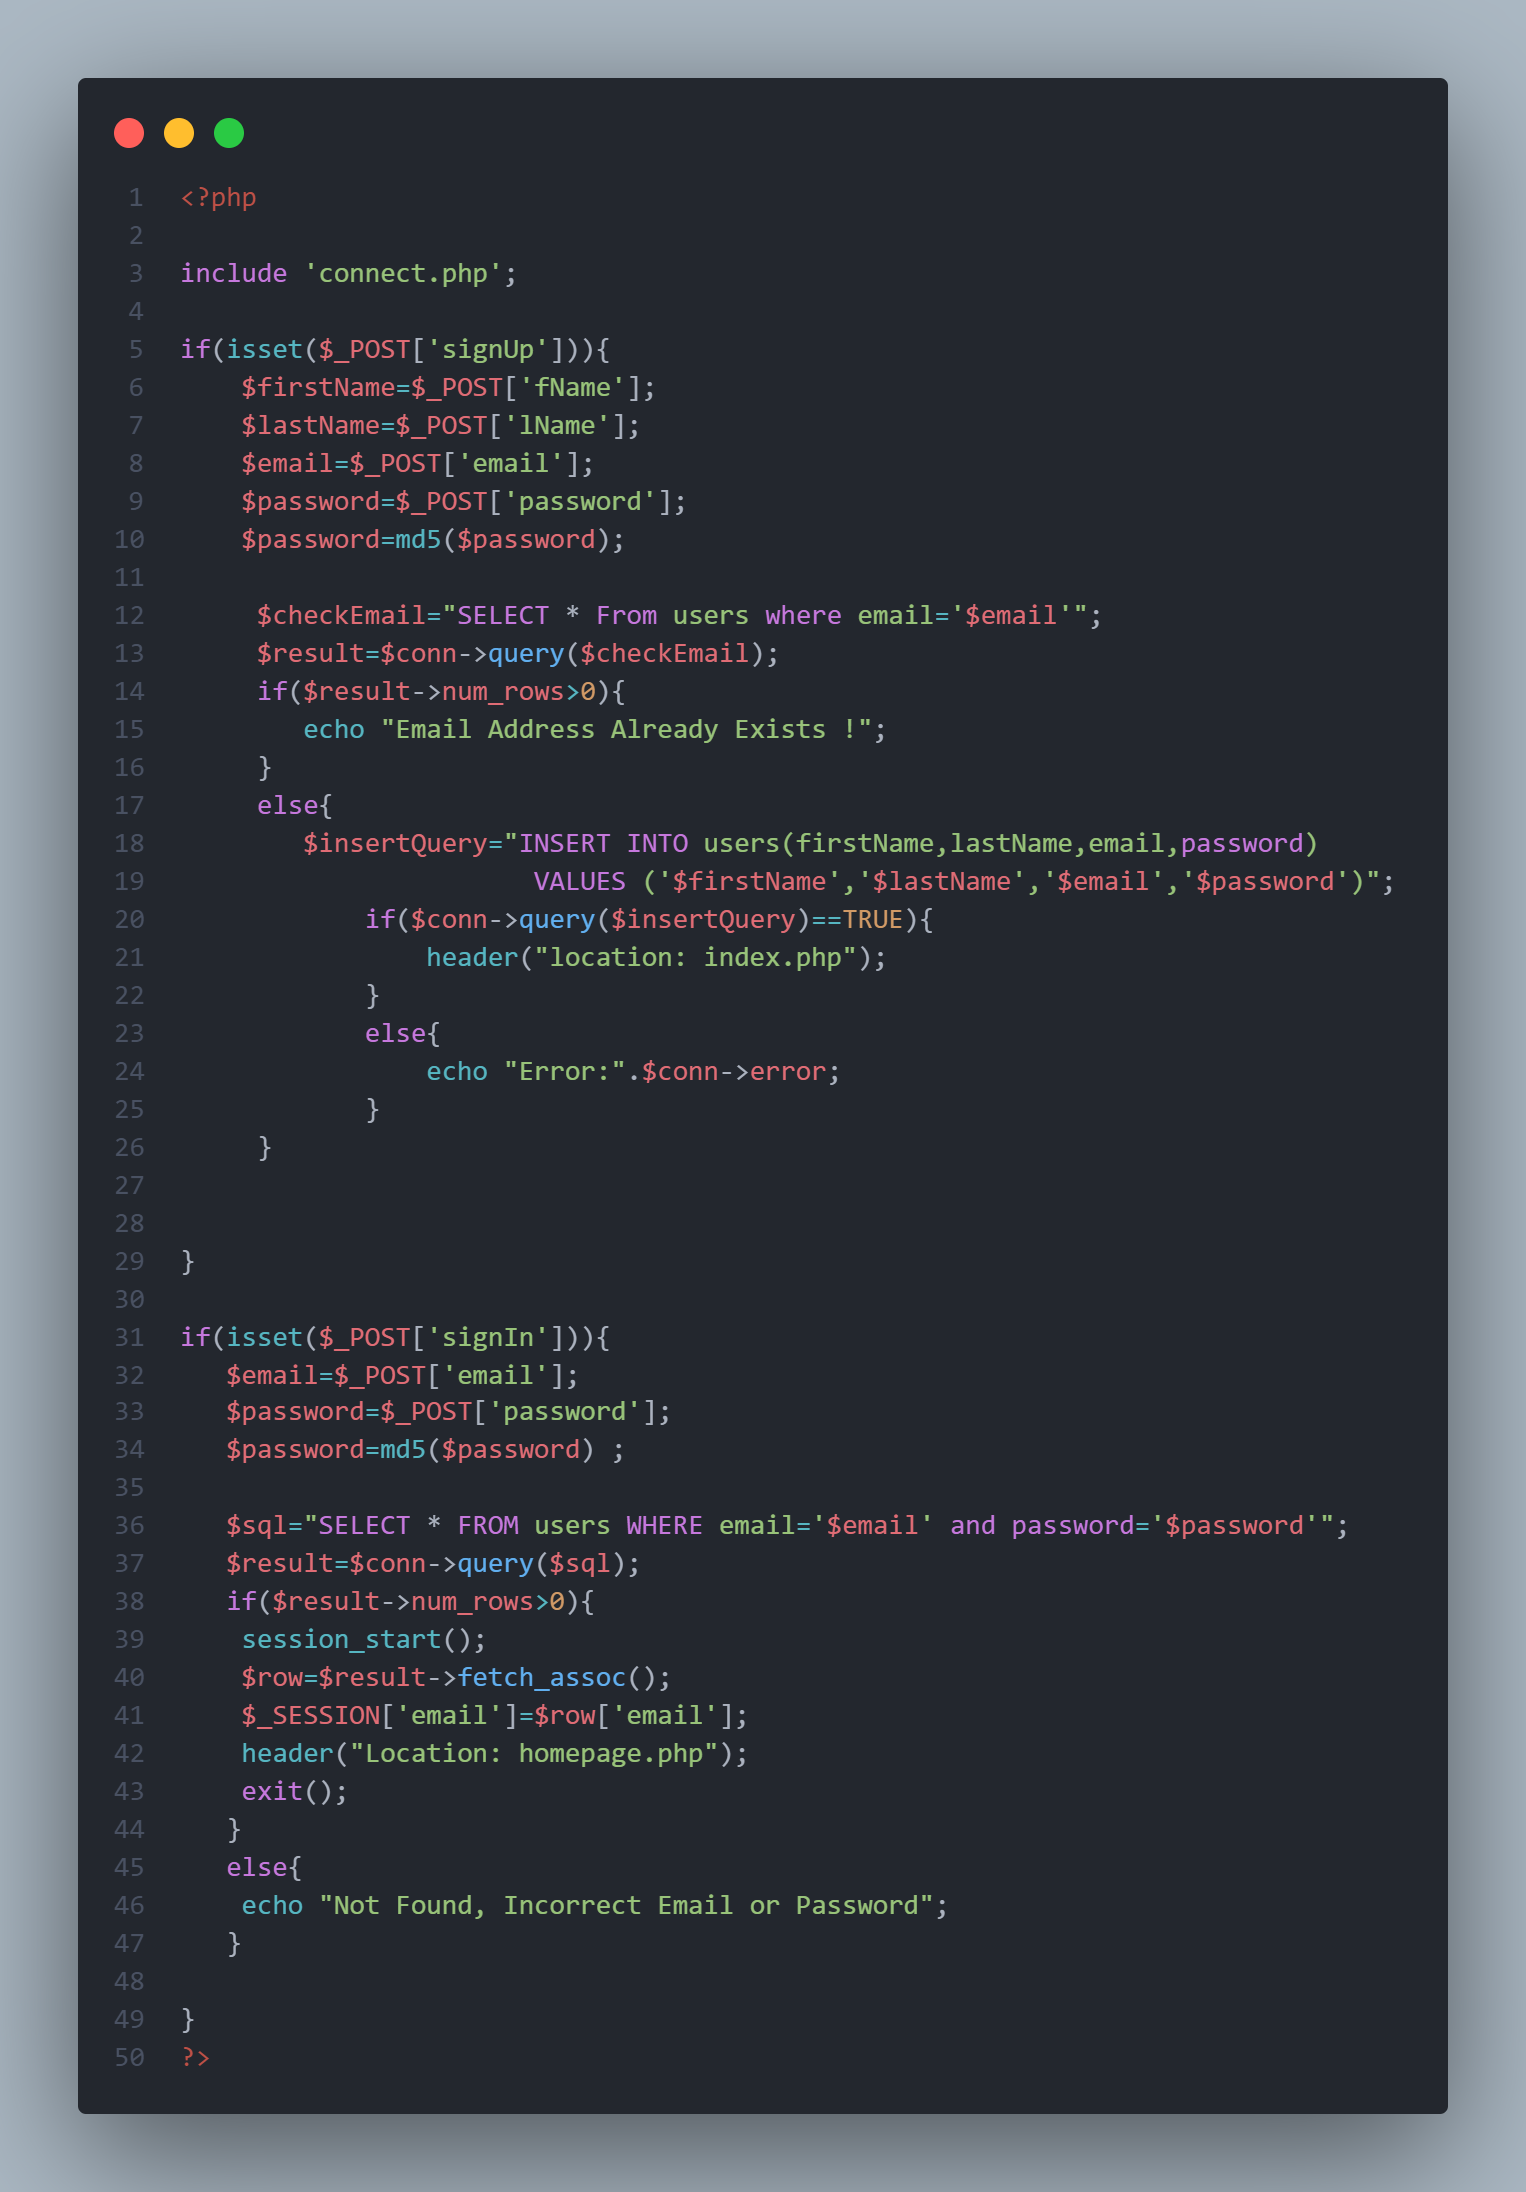 1 <?php
2
3 include 'connect.php';
4
5 if(isset($_POST['signUp'])){
6     $firstName=$_POST['fName'];
7     $lastName=$_POST['lName'];
8     $email=$_POST['email'];
9     $password=$_POST['password'];
10     $password=md5($password);
11
12      $checkEmail="SELECT * From users where email='$email'";
13      $result=$conn->query($checkEmail);
14      if($result->num_rows>0){
15         echo "Email Address Already Exists !";
16      }
17      else{
18         $insertQuery="INSERT INTO users(firstName,lastName,email,password)
19                        VALUES ('$firstName','$lastName','$email','$password')";
20             if($conn->query($insertQuery)==TRUE){
21                 header("location: index.php");
22             }
23             else{
24                 echo "Error:".$conn->error;
25             }
26      }
27
28
29 }
30
31 if(isset($_POST['signIn'])){
32    $email=$_POST['email'];
33    $password=$_POST['password'];
34    $password=md5($password) ;
35
36    $sql="SELECT * FROM users WHERE email='$email' and password='$password'";
37    $result=$conn->query($sql);
38    if($result->num_rows>0){
39     session_start();
40     $row=$result->fetch_assoc();
41     $_SESSION['email']=$row['email'];
42     header("Location: homepage.php");
43     exit();
44    }
45    else{
46     echo "Not Found, Incorrect Email or Password";
47    }
48
49 }
50 ?>